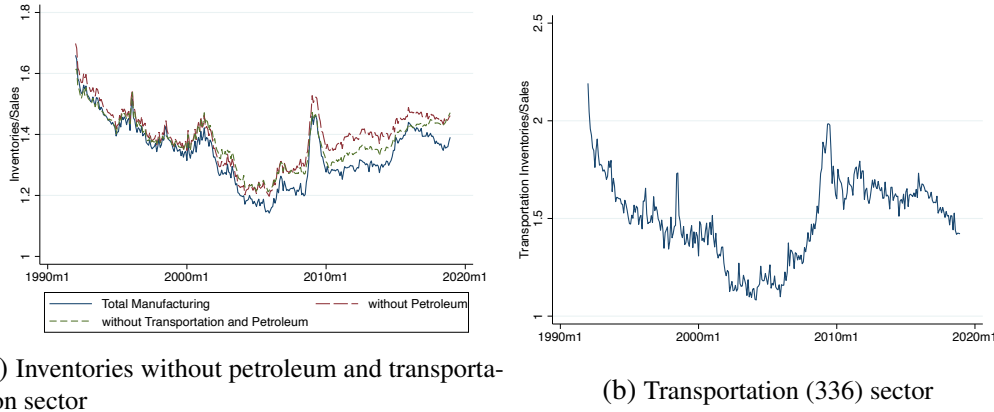 1.8
1.6
1.4
1.2
1
Inventories/Sales
1990m1 2000m1 2010m1 2020m1
Total Manufacturing
without Petroleum
without Transportation and Petroleum
) Inventories without petroleum and transporta-
on sector
2.5
2
1.5
1
Transportation Inventories/Sales
1990m1 2000m1 2010m1 2020m1
(b) Transportation (336) sector